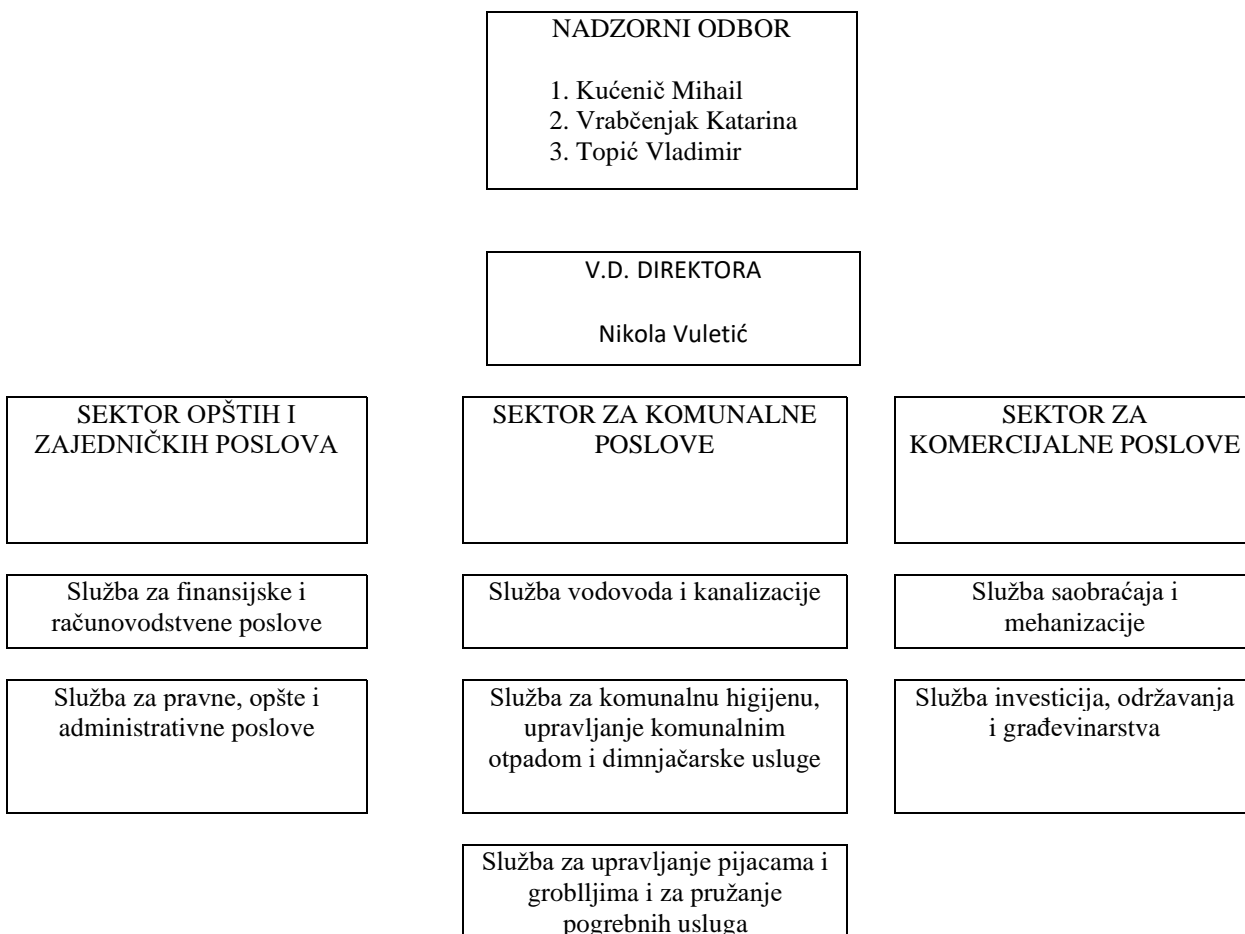 NADZORNI ODBOR
1. Kućenič Mihail
2. Vrabčenjak Katarina
3. Topić Vladimir
V.D. DIREKTORA
Nikola Vuletić
SEKTOR OPŠTIH I
ZAJEDNIČKIH POSLOVA
SEKTOR ZA KOMUNALNE
POSLOVE
SEKTOR ZA
KOMERCIJALNE POSLOVE
Služba za finansijske i
računovodstvene poslove
Služba vodovoda i kanalizacije
Služba saobraćaja i
mehanizacije
Služba za pravne, opšte i
administrativne poslove
Služba za komunalnu higijenu,
upravljanje komunalnim
otpadom i dimnjačarske usluge
Služba investicija, održavanja
i građevinarstva
Služba za upravljanje pijacama i
groblljima i za pružanje
pogrebnih usluga